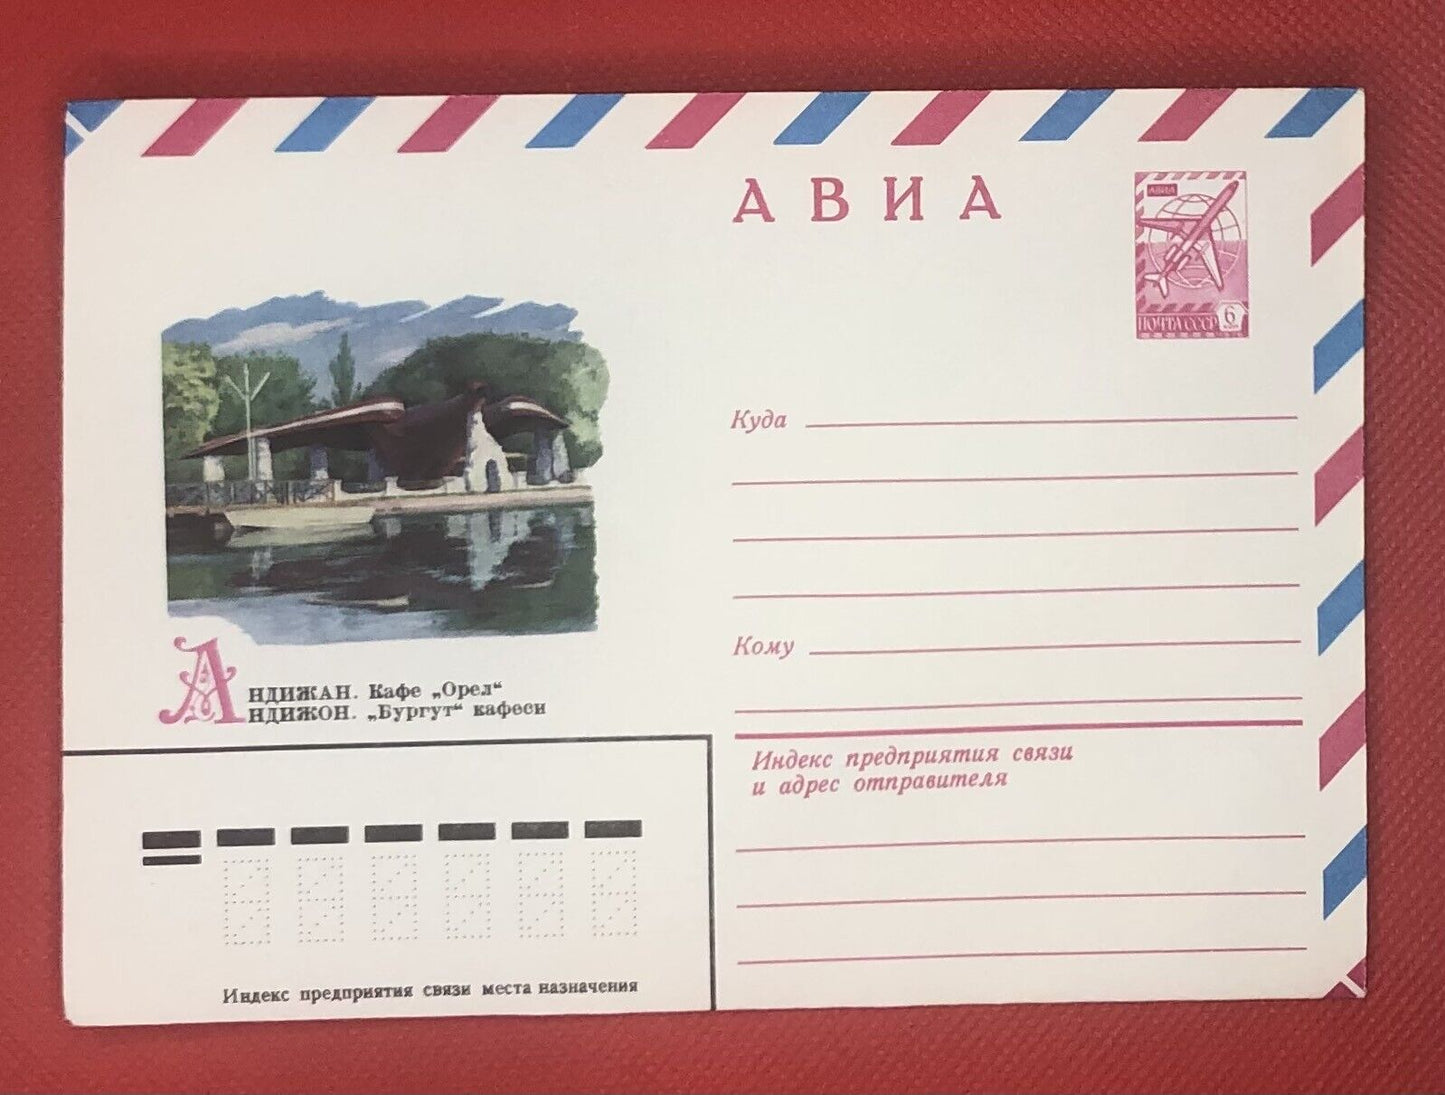 АВИА
АВИА
ПОЧТА СССР 6
Куда
Кому
АНДИЖАН. Кафе „Орел“
АНДИЖОН. „Бургут“ кафеси
Индекс предприятия связи
и адрес отправителя
Индекс предприятия связи места назначения